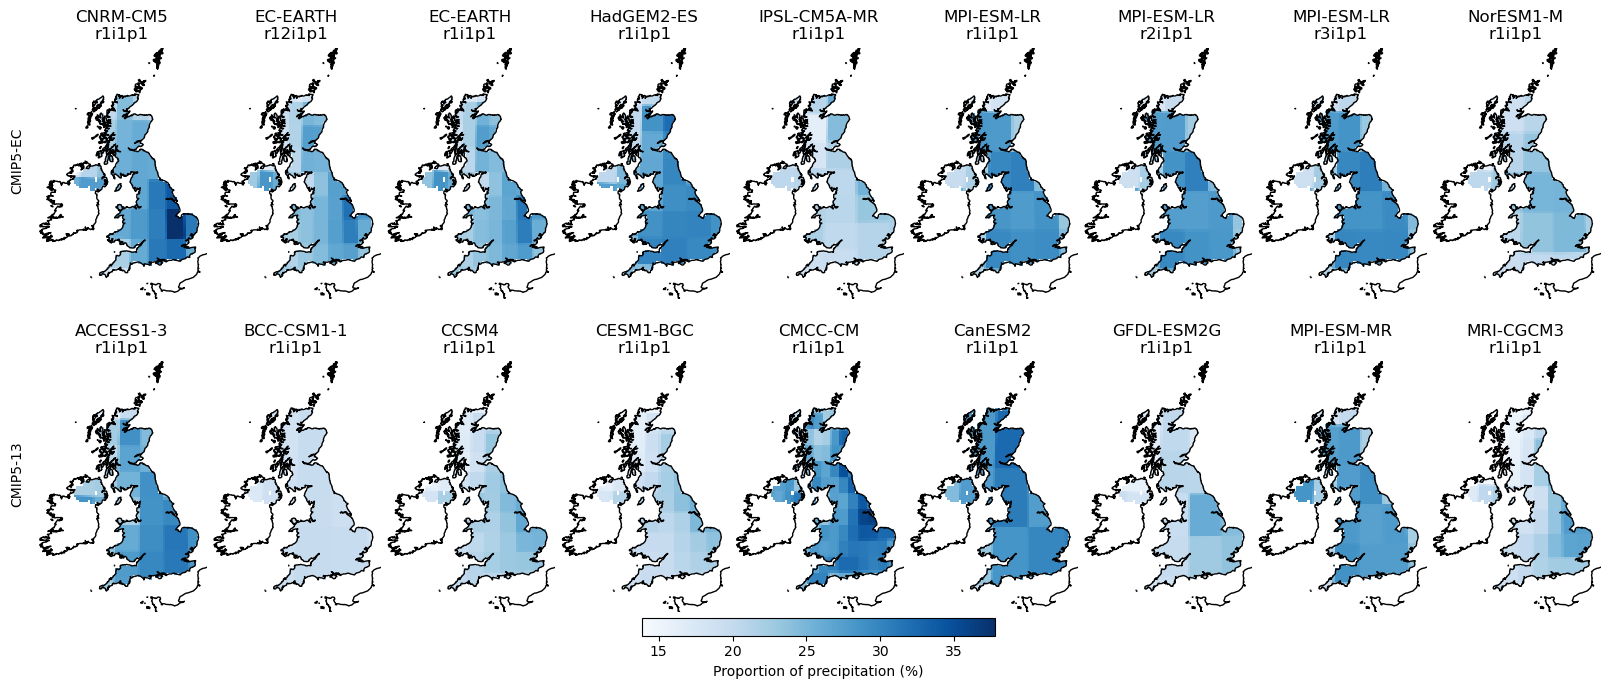 CNRM-CM5 EC-EARTH EC-EARTH HadGEM2-ES IPSL-CM5A-MR MPI-ESM-LR MPI-ESM-LR MPI-ESM-LR NorESM1-M
r1i1p1 r12i1p1 r1i1p1 r1i1p1 r1i1p1 r1i1p1 r2i1p1 r3i1p1 r1i1p1
CMIP5-EC
ACCESS1-3 BCC-CSM1-1 CCSM4 CESM1-BGC CMCC-CM CanESM2 GFDL-ESM2G MPI-ESM-MR MRI-CGCM3
r1i1p1 r1i1p1 r1i1p1 r1i1p1 r1i1p1 r1i1p1 r1i1p1 r1i1p1 r1i1p1
CMIP5-13
15 20 25 30 35
Proportion of precipitation (%)